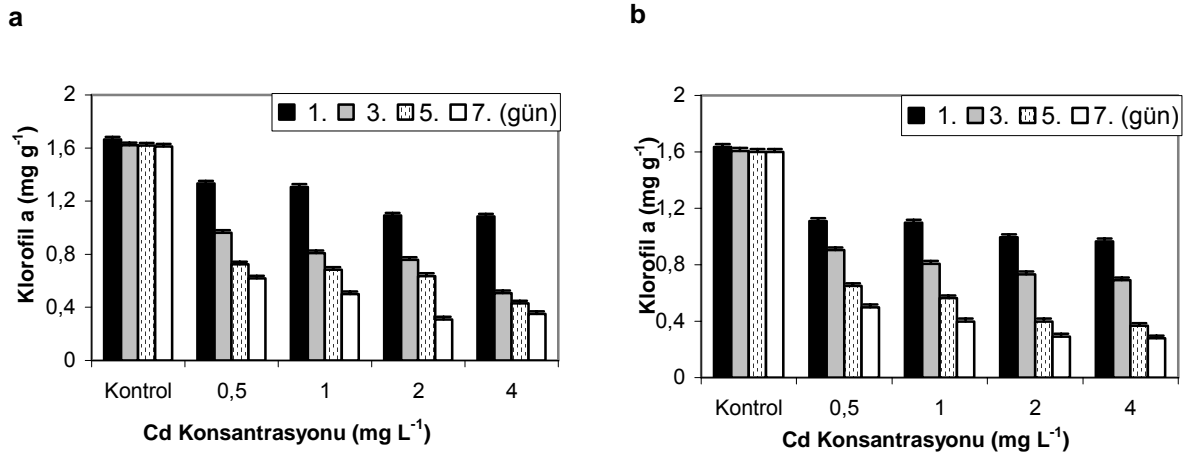 a
2
1,6
1,2
0,8
0,4
0
Klorofil a (mg g⁻¹)
1. 3. 5. 7. (gün)
Kontrol 0,5 1 2 4
Cd Konsantrasyonu (mg L⁻¹)
b
2
1,6
1,2
0,8
0,4
0
Klorofil a (mg g⁻¹)
1. 3. 5. 7. (gün)
Kontrol 0,5 1 2 4
Cd Konsantrasyonu (mg L⁻¹)